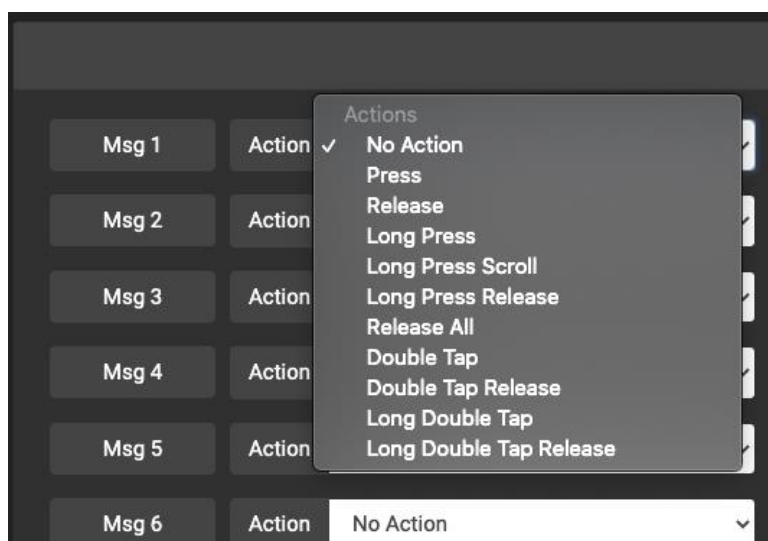 Actions
Msg 1 Action ✓ No Action
Press
Release
Msg 2 Action
Long Press
Long Press Scroll
Msg 3 Action
Long Press Release
Release All
Msg 4 Action
Double Tap
Double Tap Release
Long Double Tap
Msg 5 Action
Long Double Tap Release
Msg 6 Action No Action